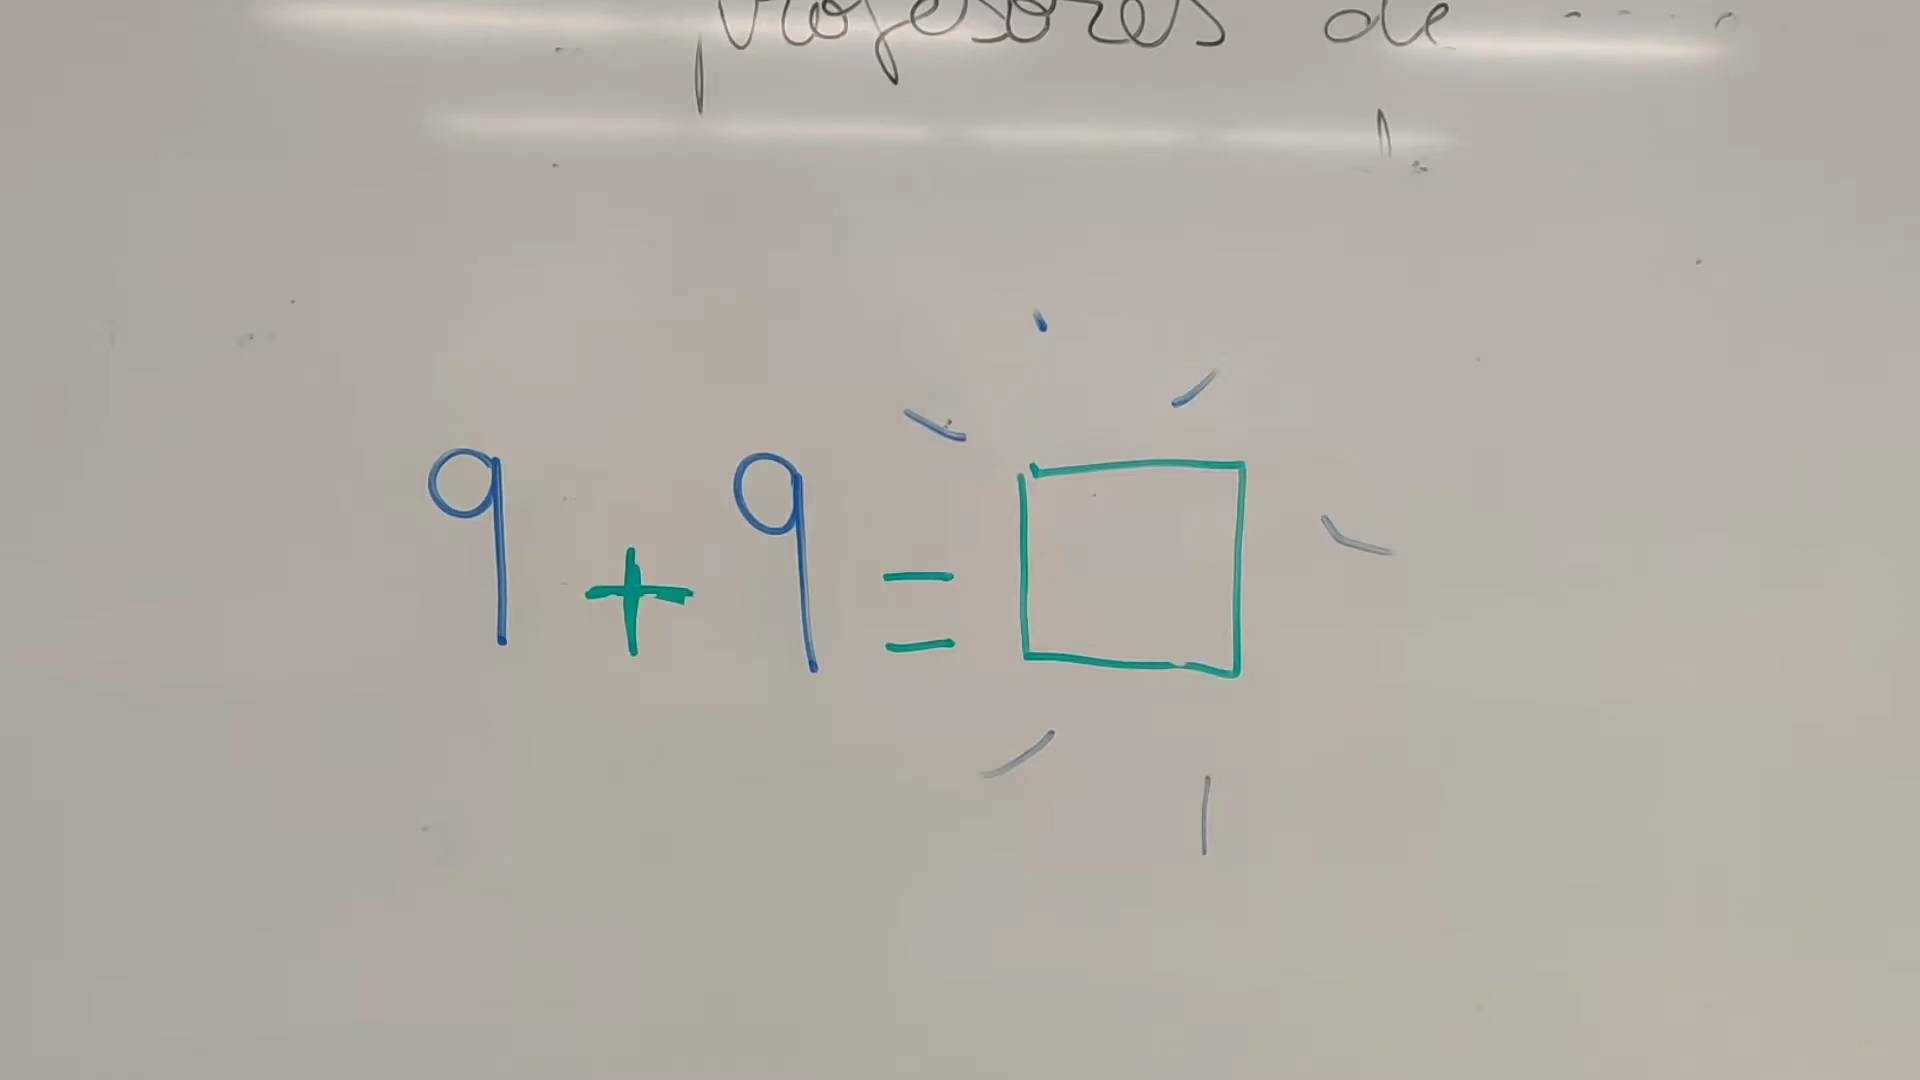 profesores de
9 + 9 = □